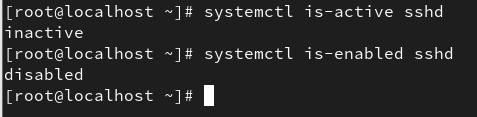 [root@localhost ~]# systemctl is-active sshd
inactive
[root@localhost ~]# systemctl is-enabled sshd
disabled
[root@localhost ~]#